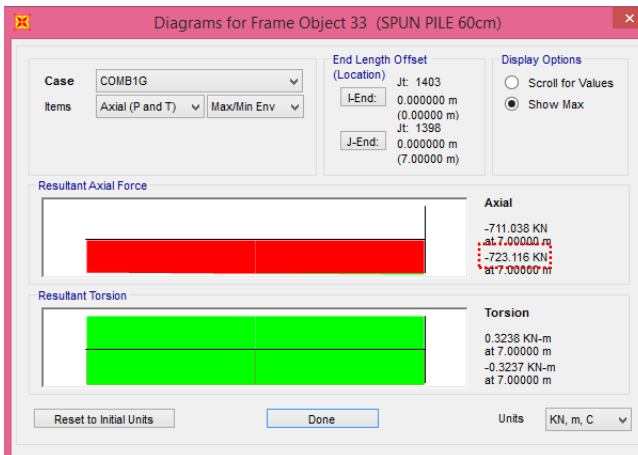 Diagrams for Frame Object 33 (SPUN PILE 60cm)
Case
COMB1G
Items
Axial (P and T)
Max/Min Env
End Length Offset
(Location)
Jt: 1403
I-End:
0.000000 m
(0.00000 m)
Jt: 1398
J-End:
0.000000 m
(7.00000 m)
Display Options
Scroll for Values
Show Max
Resultant Axial Force
Axial
-711.038 KN
at 7.00000 m
-723.116 KN
at 7.00000 m
Resultant Torsion
Torsion
0.3238 KN-m
at 7.00000 m
-0.3237 KN-m
at 7.00000 m
Reset to Initial Units
Done
Units
KN, m, C